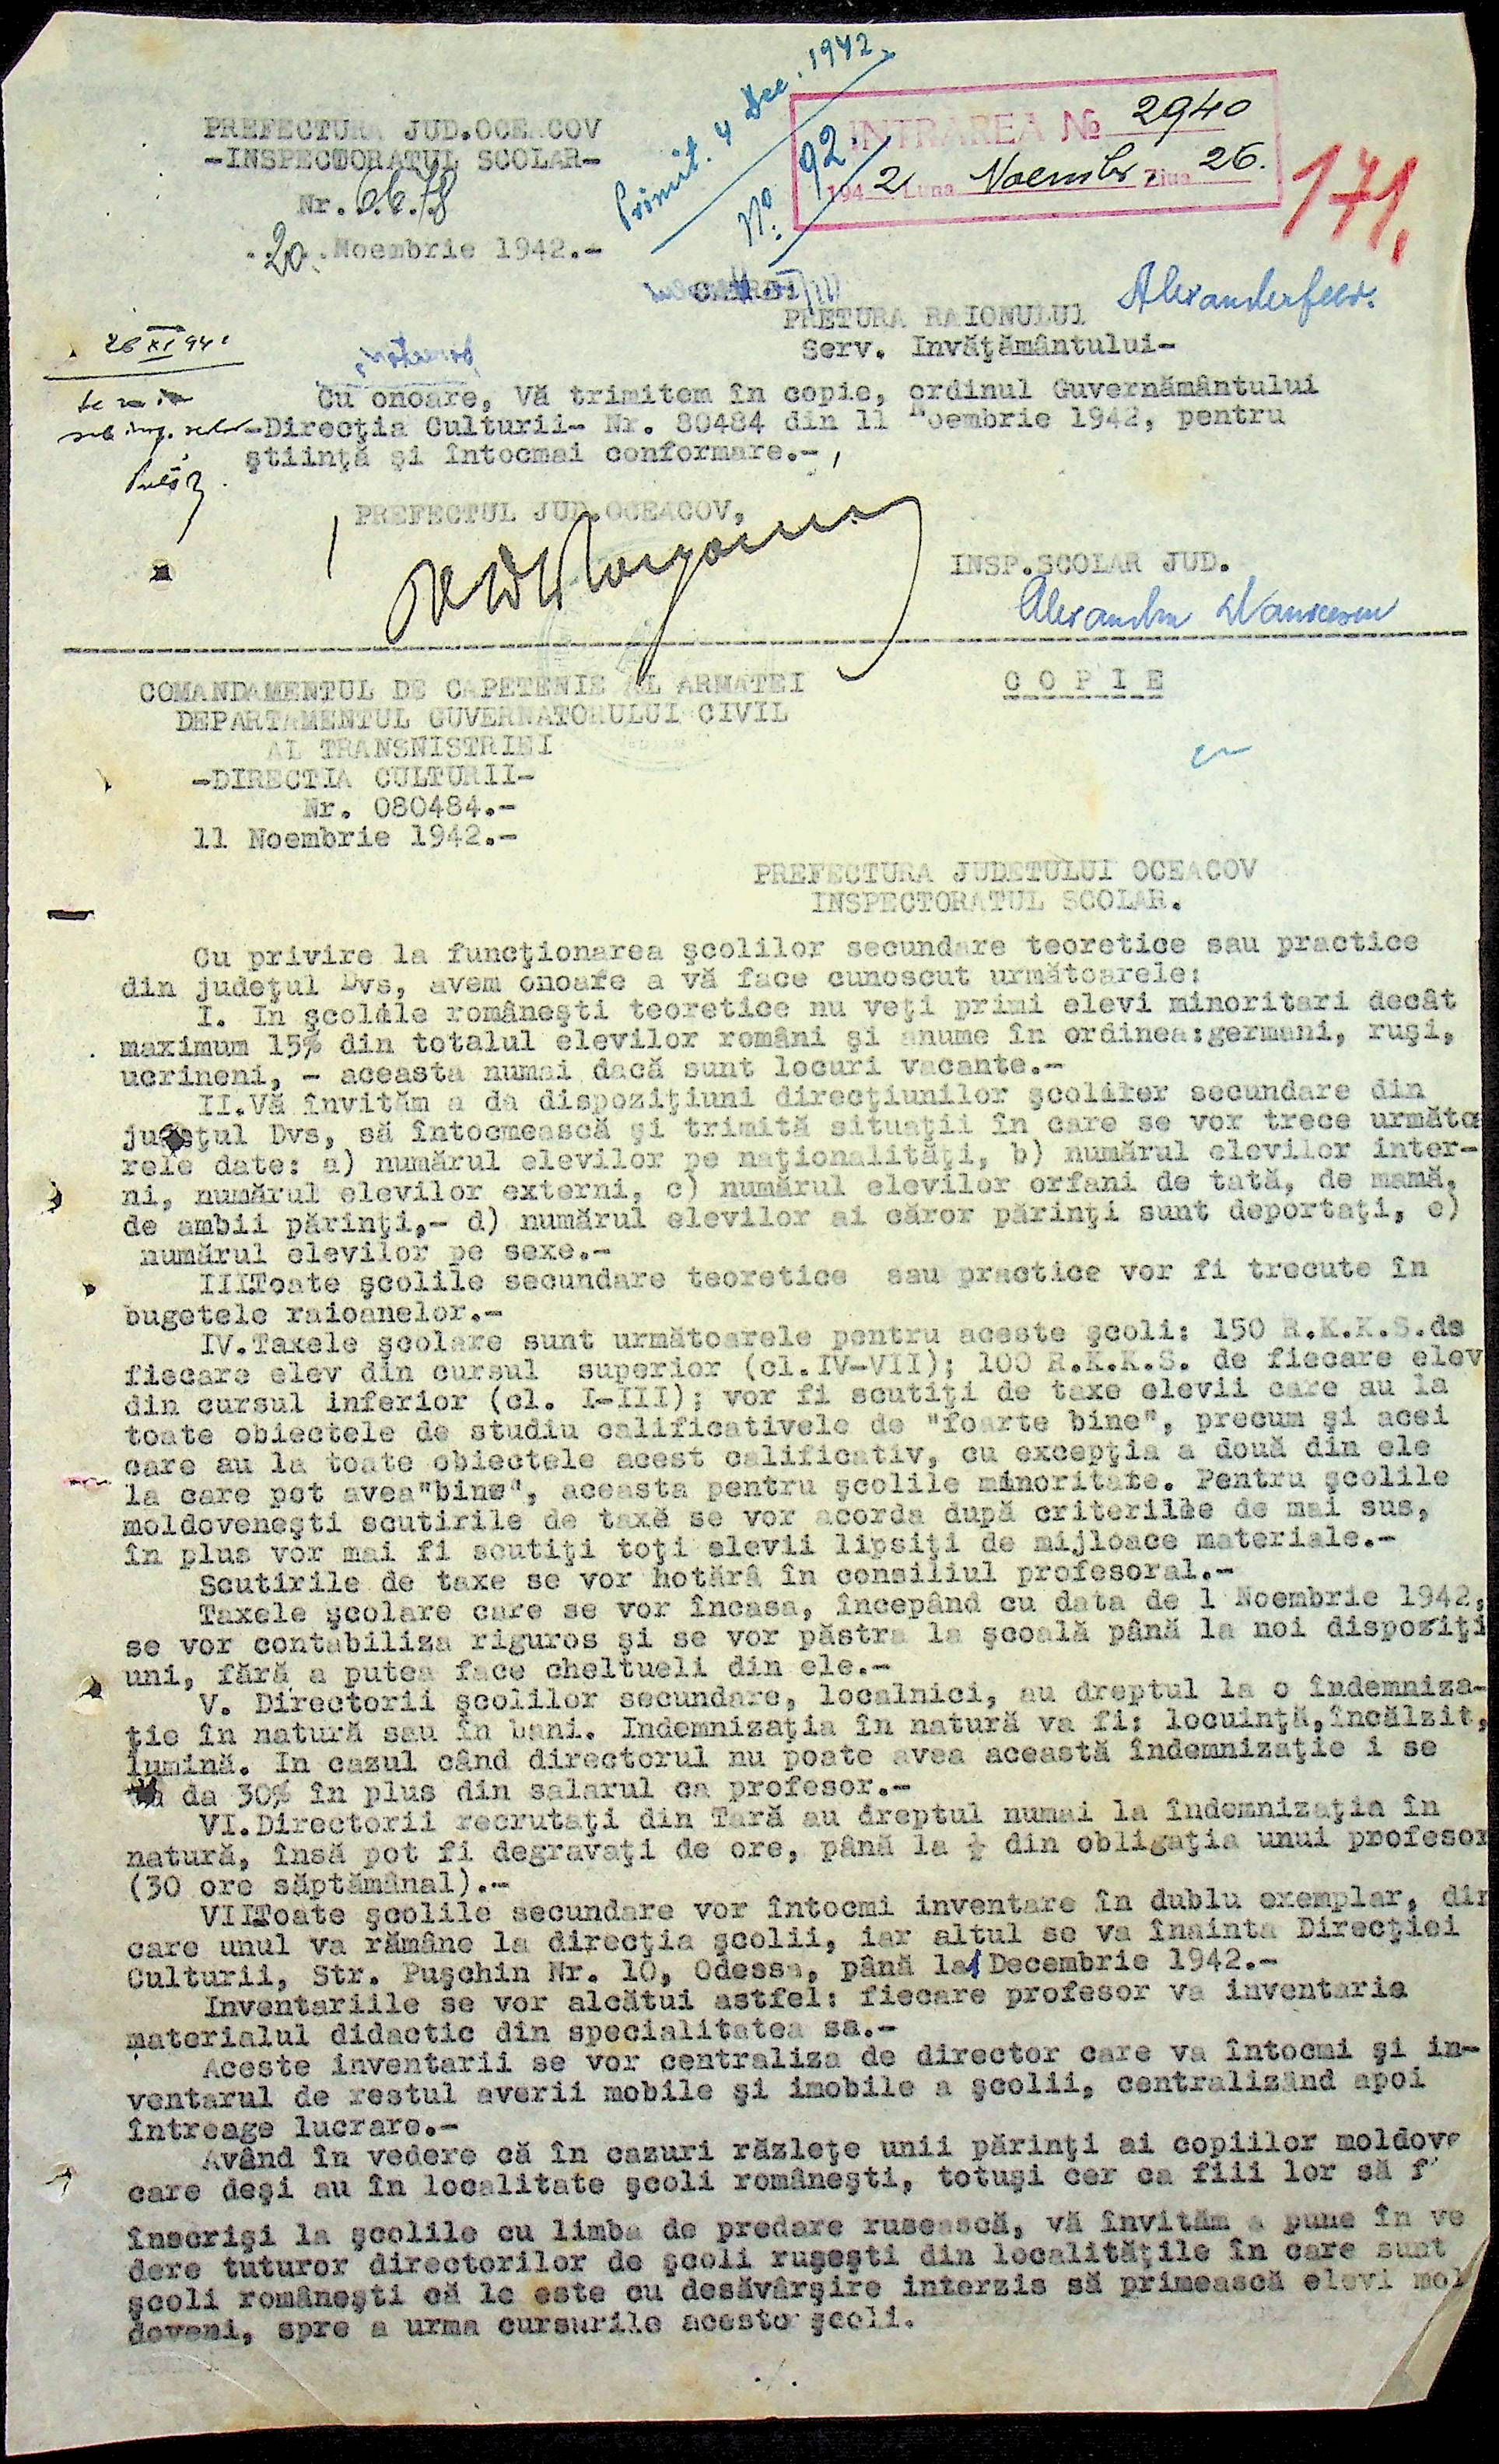 Primit. 4 Dec. 1942
No. 92.
INTRAREA No 2940
1942 Luna Noembr. Ziua 26.
171.
PREFECTURA JUD.OCEACOV
-INSPECTORATUL SCOLAR-
Nr.
20. Noembrie 1942.-
PRETURA RAIONULUI Alexanderfeld.
Serv. Invăţământului-
26 XI 94
Cu onoare, Vă trimitem în copie, ordinul Guvernământului
-Direcţia Culturii- Nr. 80484 din 11 Noembrie 1942, pentru
ştiinţă şi întocmai conformare.-
PREFECTUL JUD.OCEACOV,
INSP.SCOLAR JUD.
COMANDAMENTUL DE CAPETENIE AL ARMATEI
C O P I E
DEPARTAMENTUL GUVERNATORULUI CIVIL
AL TRANSNISTRIEI
-DIRECTIA CULTURII-
Nr. 080484.-
11 Noembrie 1942.-
PREFECTURA JUDETULUI OCEACOV
INSPECTORATUL SCOLAR.
Cu privire la funcţionarea şcolilor secundare teoretice sau practice
din judeţul Dvs, avem onoare a vă face cunoscut următoarele:
I. In şcolile româneşti teoretice nu veţi primi elevi minoritari decât
maximum 15% din totalul elevilor români şi anume în ordinea:germani, ruşi,
ucrineni, - aceasta numai dacă sunt locuri vacante.-
II.Vă învităm a da dispoziţiuni direcţiunilor şcolilor secundare din
judeţul Dvs, să întocmească şi trimită situaţii în care se vor trece următoa
rele date: a) numărul elevilor pe naţionalităţi, b) numărul elevilor inter-
ni, numărul elevilor externi, c) numărul elevilor orfani de tată, de mamă,
de ambii părinţi,- d) numărul elevilor ai căror părinţi sunt deportaţi, e)
numărul elevilor pe sexe.-
III.Toate şcolile secundare teoretice sau practice vor fi trecute în
bugetele raioanelor.-
IV.Taxele şcolare sunt următoarele pentru aceste şcoli: 150 R.K.K.S.de
fiecare elev din cursul superior (cl.IV-VII); 100 R.K.K.S. de fiecare elev
din cursul inferior (cl. I-III); vor fi scutiţi de taxe elevii care au la
toate obiectele de studiu calificativele de "foarte bine", precum şi acei
care au la toate obiectele acest calificativ, cu excepţia a două din ele
la care pot avea"bine", aceasta pentru şcolile minoritate. Pentru şcolile
moldoveneşti scutirile de taxă se vor acorda după criteriile de mai sus,
în plus vor mai fi scutiţi toţi elevii lipsiţi de mijloace materiale.-
Scutirile de taxe se vor hotărâ în consiliul profesoral.-
Taxele şcolare care se vor încasa, începând cu data de 1 Noembrie 1942,
se vor contabiliza riguros şi se vor păstra la şcoală până la noi dispoziţi
uni, fără a putea face cheltueli din ele.-
V. Directorii şcolilor secundare, localnici, au dreptul la o îndemniza-
ţie în natură sau în bani. Indemnizaţia în natură va fi: locuinţă,încălzit,
lumină. In cazul când directorul nu poate avea această îndemnizaţie i se
va da 30% în plus din salarul ca profesor.-
VI.Directorii recrutaţi din Tară au dreptul numai la îndemnizaţia în
natură, însă pot fi degravaţi de ore, până la ½ din obligaţia unui profesor
(30 ore săptămânal).-
VII.Toate şcolile secundare vor întocmi inventare în dublu exemplar, din
care unul va rămâne la direcţia şcolii, iar altul se va înainta Direcţiei
Culturii, Str. Puşchin Nr. 10, Odessa, până la 1 Decembrie 1942.-
Inventariile se vor alcătui astfel: fiecare profesor va inventaria
materialul didactic din specialitatea sa.-
Aceste inventarii se vor centraliza de director care va întocmi şi in-
ventarul de restul averii mobile şi imobile a şcolii, centralizând apoi
întreage lucrare.-
Având în vedere că în cazuri răzleţe unii părinţi ai copiilor moldove
care deşi au în localitate şcoli româneşti, totuşi cer ca fiii lor să f
înscrişi la şcolile cu limba de predare rusească, vă învităm a pune în ve
dere tuturor directorilor de şcoli ruşeşti din localităţile în care sunt
şcoli româneşti că le este cu desăvârşire interzis să primească elevi mol
doveni, spre a urma cursurile acestor şcoli.
./.